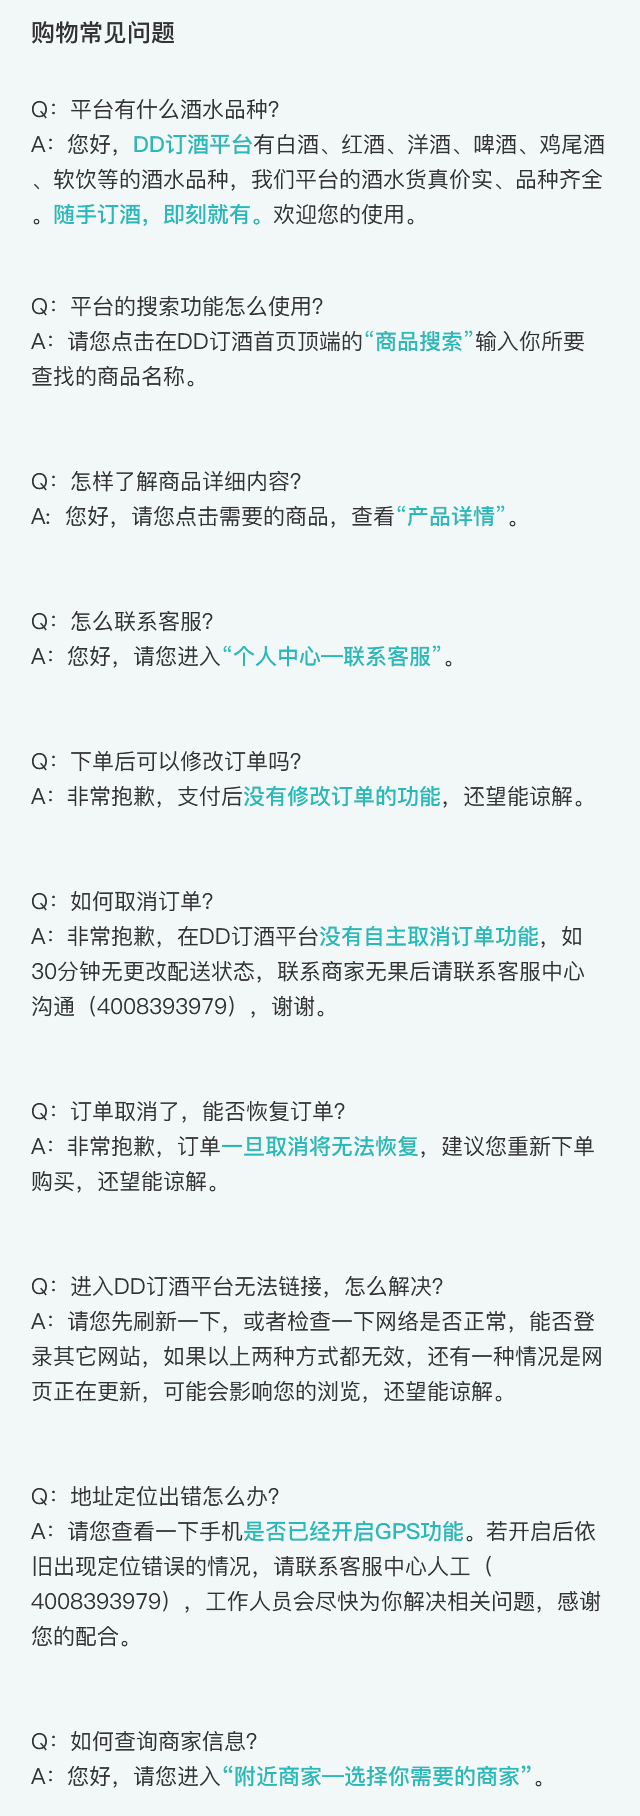 购物常见问题
Q：平台有什么酒水品种？
A：您好，DD订酒平台有白酒、红酒、洋酒、啤酒、鸡尾酒
、软饮等的酒水品种，我们平台的酒水货真价实、品种齐全
。随手订酒，即刻就有。欢迎您的使用。
Q：平台的搜索功能怎么使用？
A：请您点击在DD订酒首页顶端的“商品搜索”输入你所要
查找的商品名称。
Q：怎样了解商品详细内容？
A：您好，请您点击需要的商品，查看“产品详情”。
Q：怎么联系客服？
A：您好，请您进入“个人中心—联系客服”。
Q：下单后可以修改订单吗？
A：非常抱歉，支付后没有修改订单的功能，还望能谅解。
Q：如何取消订单？
A：非常抱歉，在DD订酒平台没有自主取消订单功能，如
30分钟无更改配送状态，联系商家无果后请联系客服中心
沟通（4008393979），谢谢。
Q：订单取消了，能否恢复订单？
A：非常抱歉，订单一旦取消将无法恢复，建议您重新下单
购买，还望能谅解。
Q：进入DD订酒平台无法链接，怎么解决？
A：请您先刷新一下，或者检查一下网络是否正常，能否登
录其它网站，如果以上两种方式都无效，还有一种情况是网
页正在更新，可能会影响您的浏览，还望能谅解。
Q：地址定位出错怎么办？
A：请您查看一下手机是否已经开启GPS功能。若开启后依
旧出现定位错误的情况，请联系客服中心人工（
4008393979），工作人员会尽快为你解决相关问题，感谢
您的配合。
Q：如何查询商家信息？
A：您好，请您进入“附近商家—选择你需要的商家”。